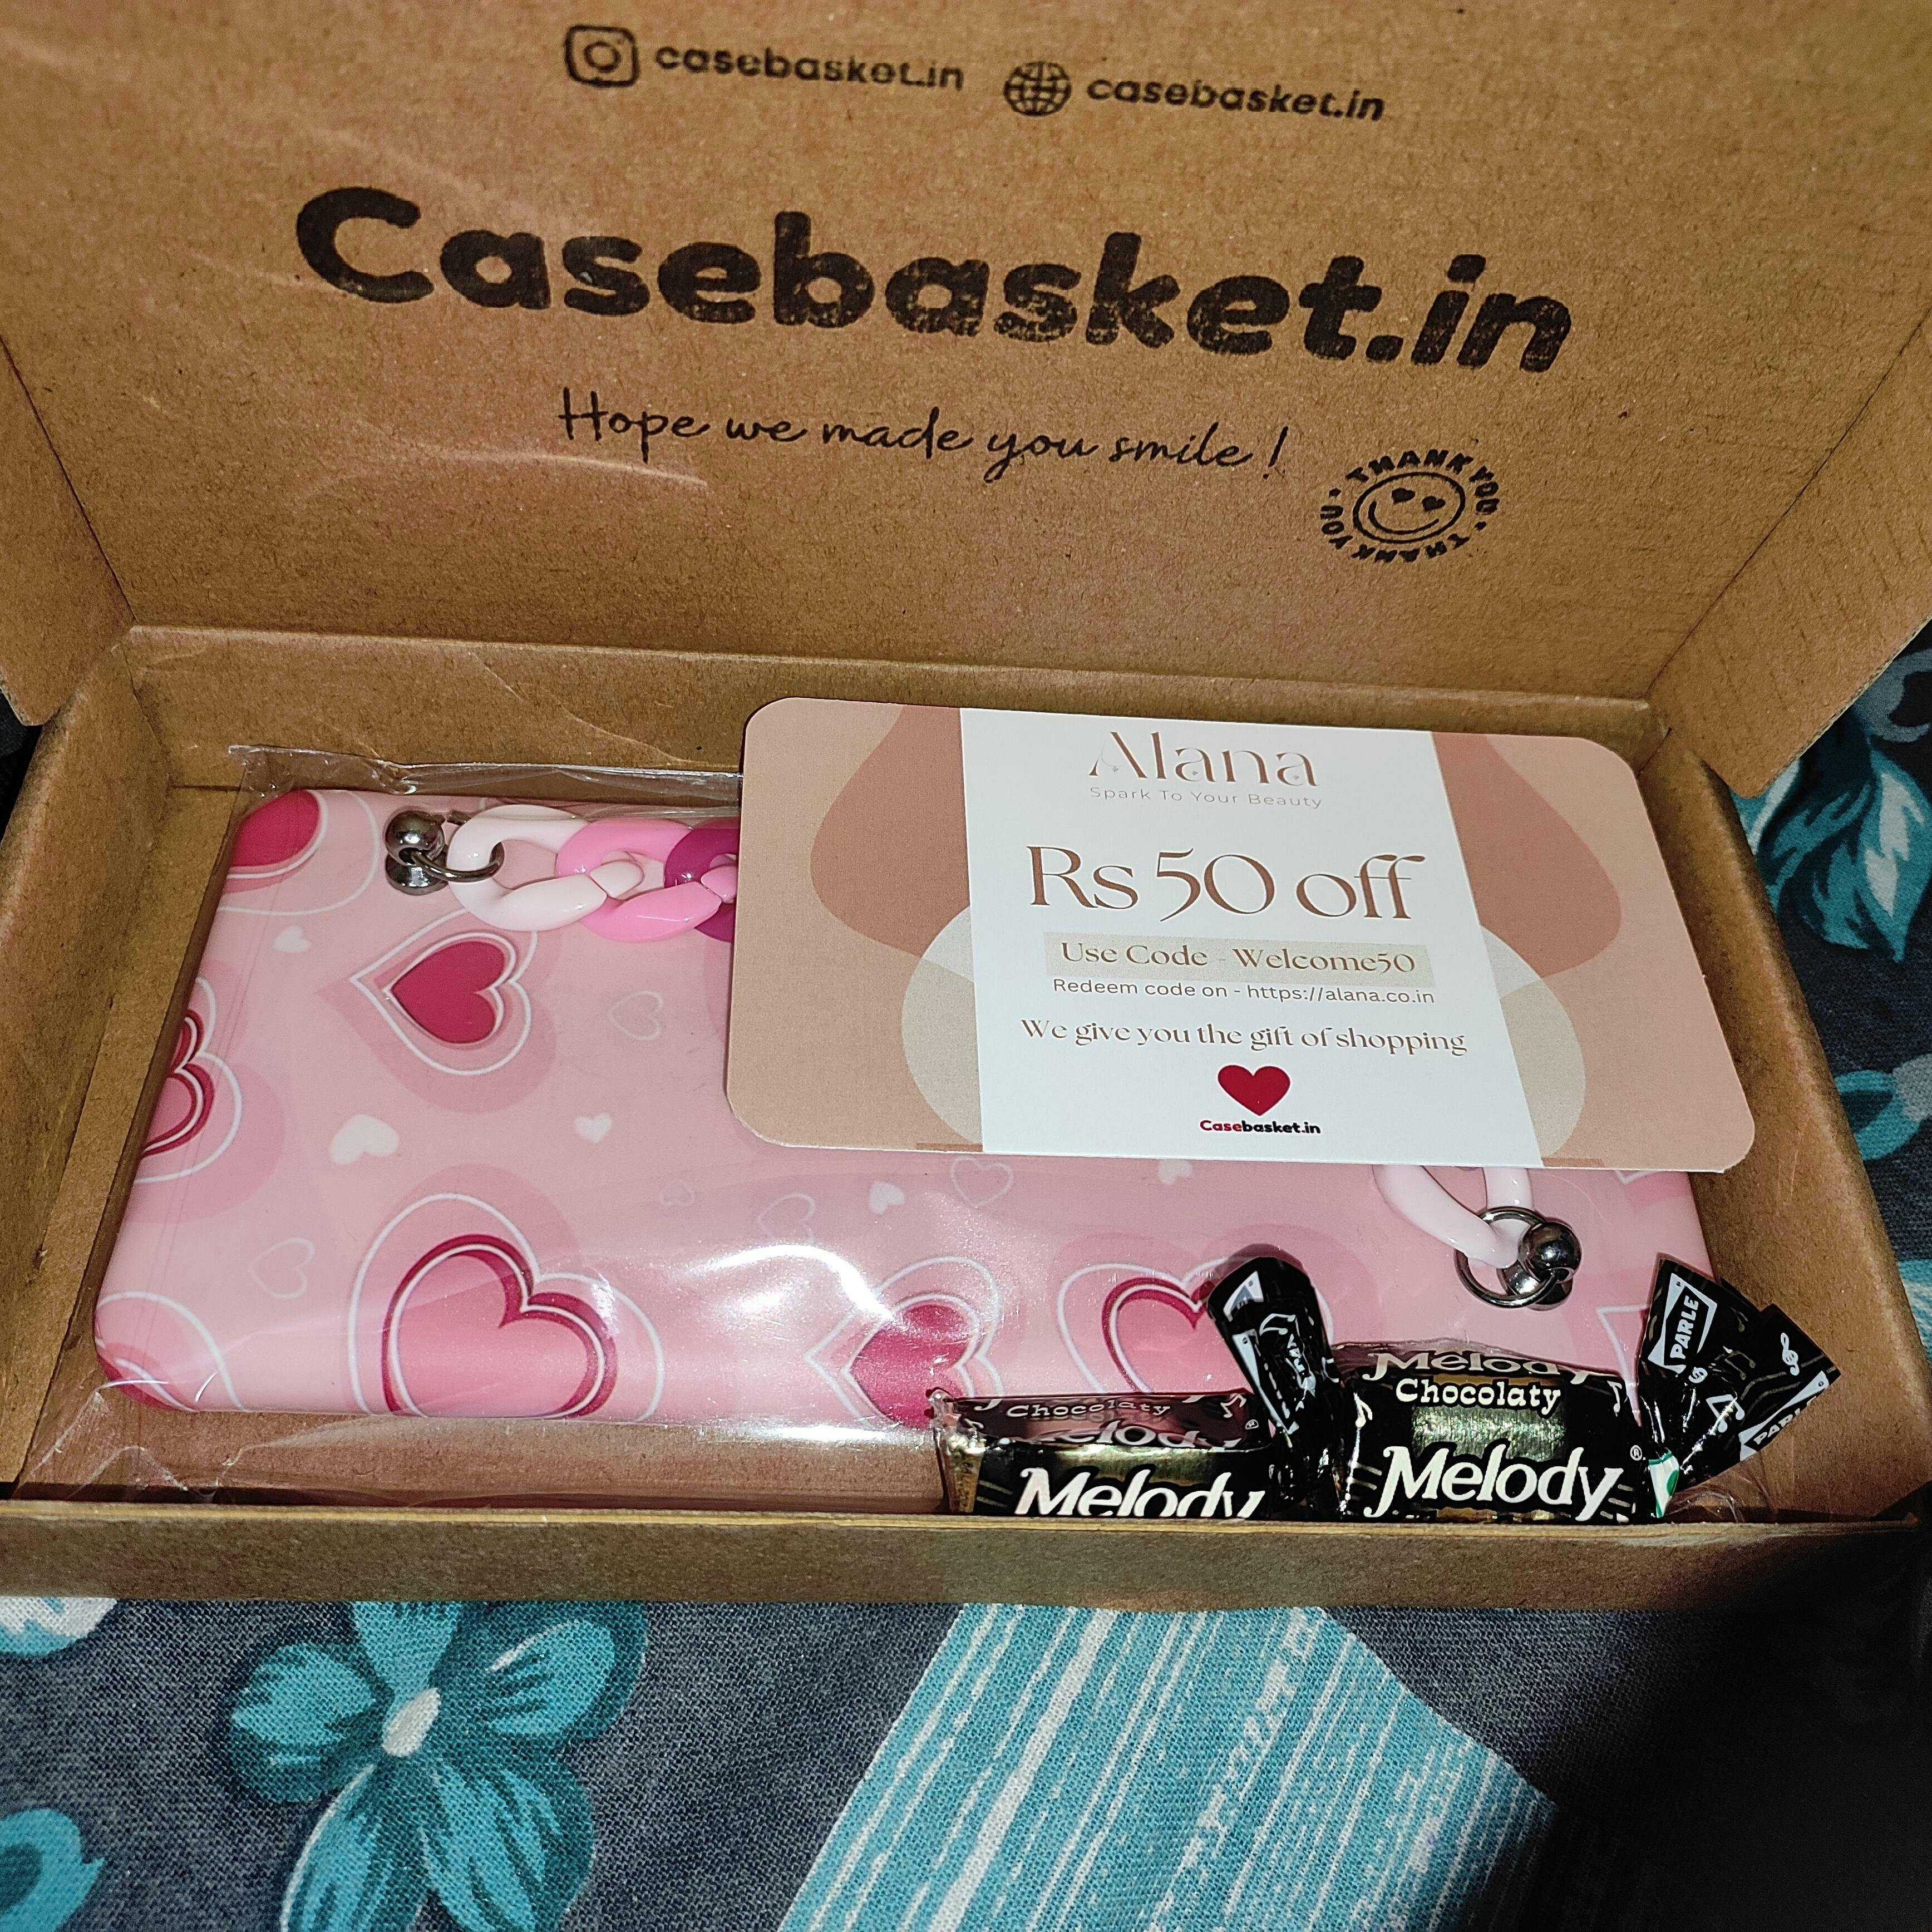 casebasket.in casebasket.in
Casebasket.in
Hope we made you smile !
THANK YOU • THANK YOU •
Alana
Spark To Your Beauty
Rs 50 off
Use Code - Welcome50
Redeem code on - https://alana.co.in
We give you the gift of shopping
Casebasket.in
Chocolaty
Melody
Melody
Chocolaty
Melody
PARLE
PARLE